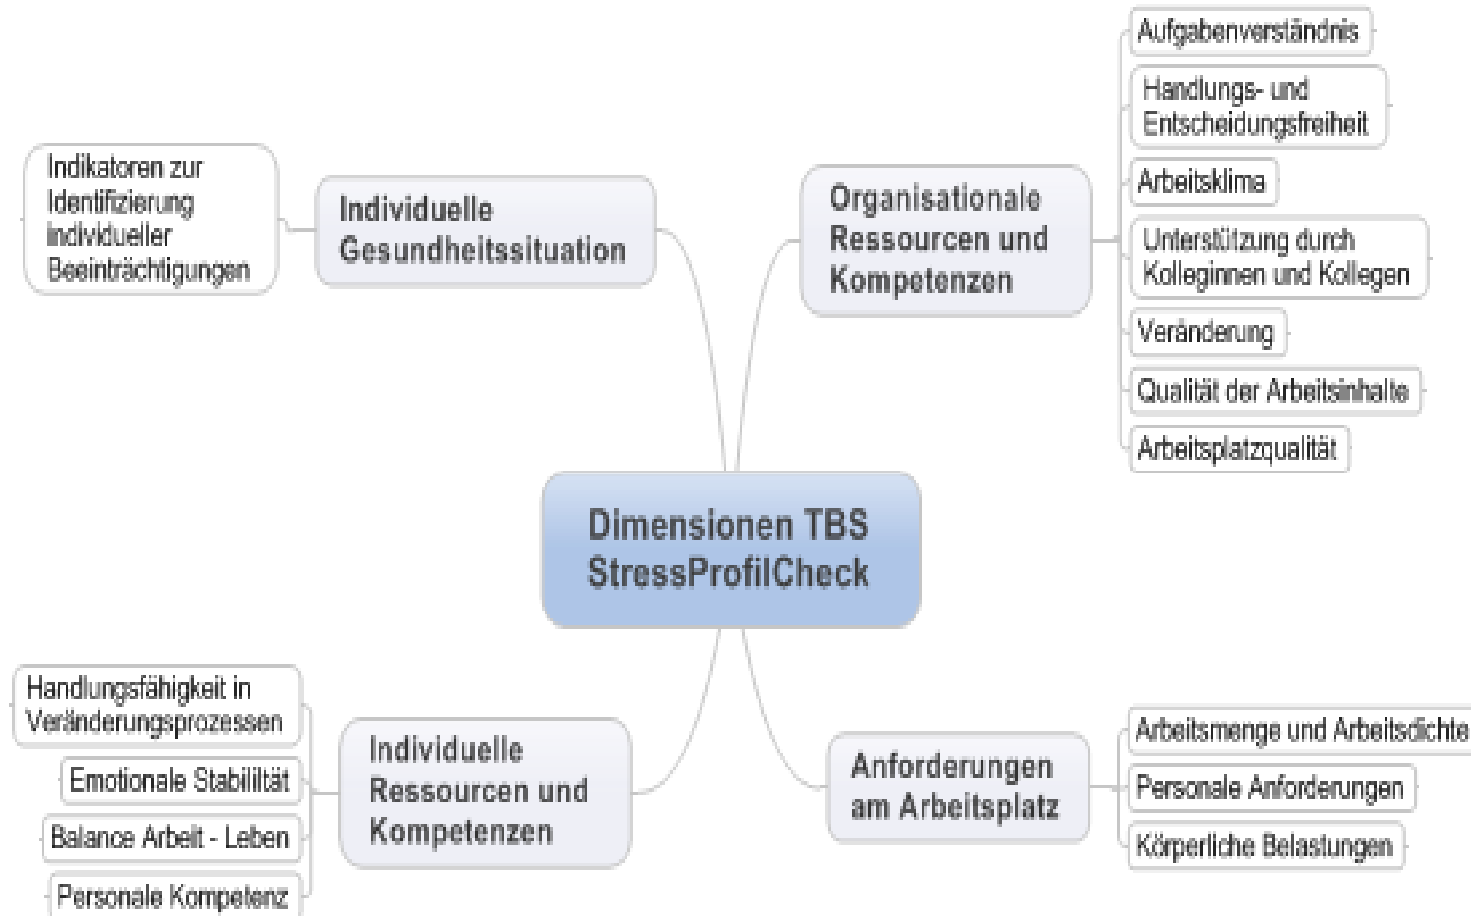 Dimensionen TBS
StressProfilCheck
Individuelle
Gesundheitssituation
Indikatoren zur
Identifizierung
individueller
Beeinträchtigungen
Organisationale
Ressourcen und
Kompetenzen
Aufgabenverständnis
Handlungs- und
Entscheidungsfreiheit
Arbeitsklima
Unterstützung durch
Kolleginnen und Kollegen
Veränderung
Qualität der Arbeitsinhalte
Arbeitsplatzqualität
Individuelle
Ressourcen und
Kompetenzen
Handlungsfähigkeit in
Veränderungsprozessen
Emotionale Stabililtät
Balance Arbeit - Leben
Personale Kompetenz
Anforderungen
am Arbeitsplatz
Arbeitsmenge und Arbeitsdichte
Personale Anforderungen
Körperliche Belastungen